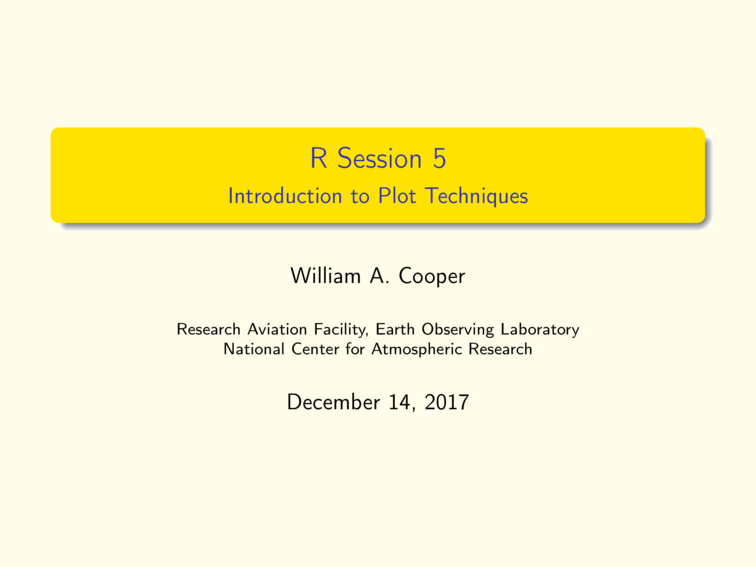 R Session 5
Introduction to Plot Techniques
William A. Cooper
Research Aviation Facility, Earth Observing Laboratory
National Center for Atmospheric Research
December 14, 2017